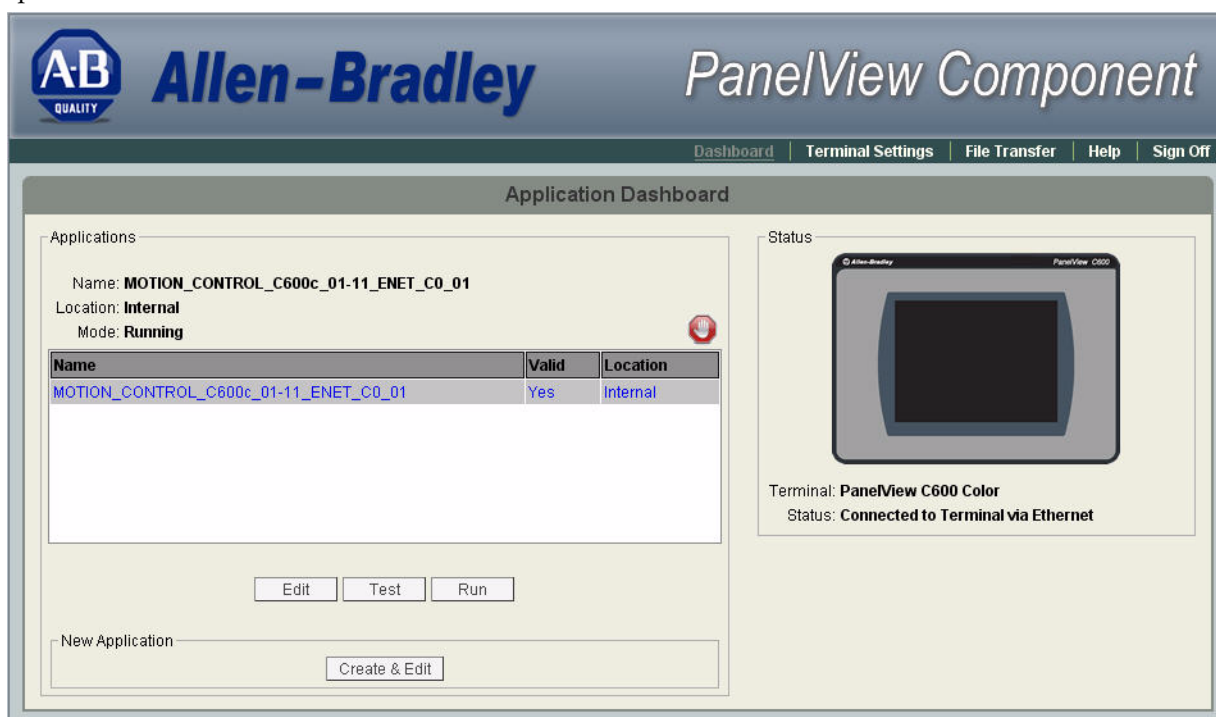 A·B
QUALITY
Allen-Bradley
PanelView Component
Dashboard | Terminal Settings | File Transfer | Help | Sign Off
Application Dashboard
Applications
Name: MOTION_CONTROL_C600c_01-11_ENET_C0_01
Location: Internal
Mode: Running
Name Valid Location
MOTION_CONTROL_C600c_01-11_ENET_C0_01 Yes Internal
Edit Test Run
New Application
Create & Edit
Status
Allen-Bradley PanelView C600
Terminal: PanelView C600 Color
Status: Connected to Terminal via Ethernet